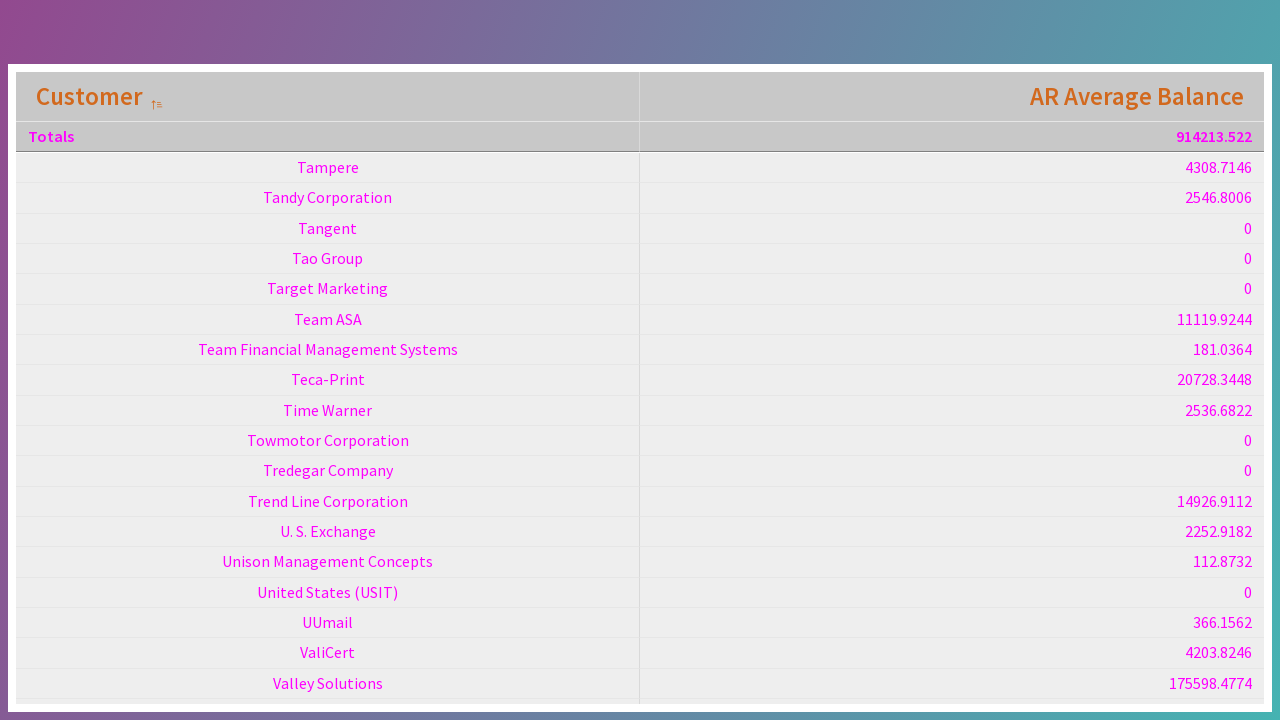 Customer AR Average Balance
Totals 914213.522
Tampere 4308.7146
Tandy Corporation 2546.8006
Tangent 0
Tao Group 0
Target Marketing 0
Team ASA 11119.9244
Team Financial Management Systems 181.0364
Teca-Print 20728.3448
Time Warner 2536.6822
Towmotor Corporation 0
Tredegar Company 0
Trend Line Corporation 14926.9112
U. S. Exchange 2252.9182
Unison Management Concepts 112.8732
United States (USIT) 0
UUmail 366.1562
ValiCert 4203.8246
Valley Solutions 175598.4774